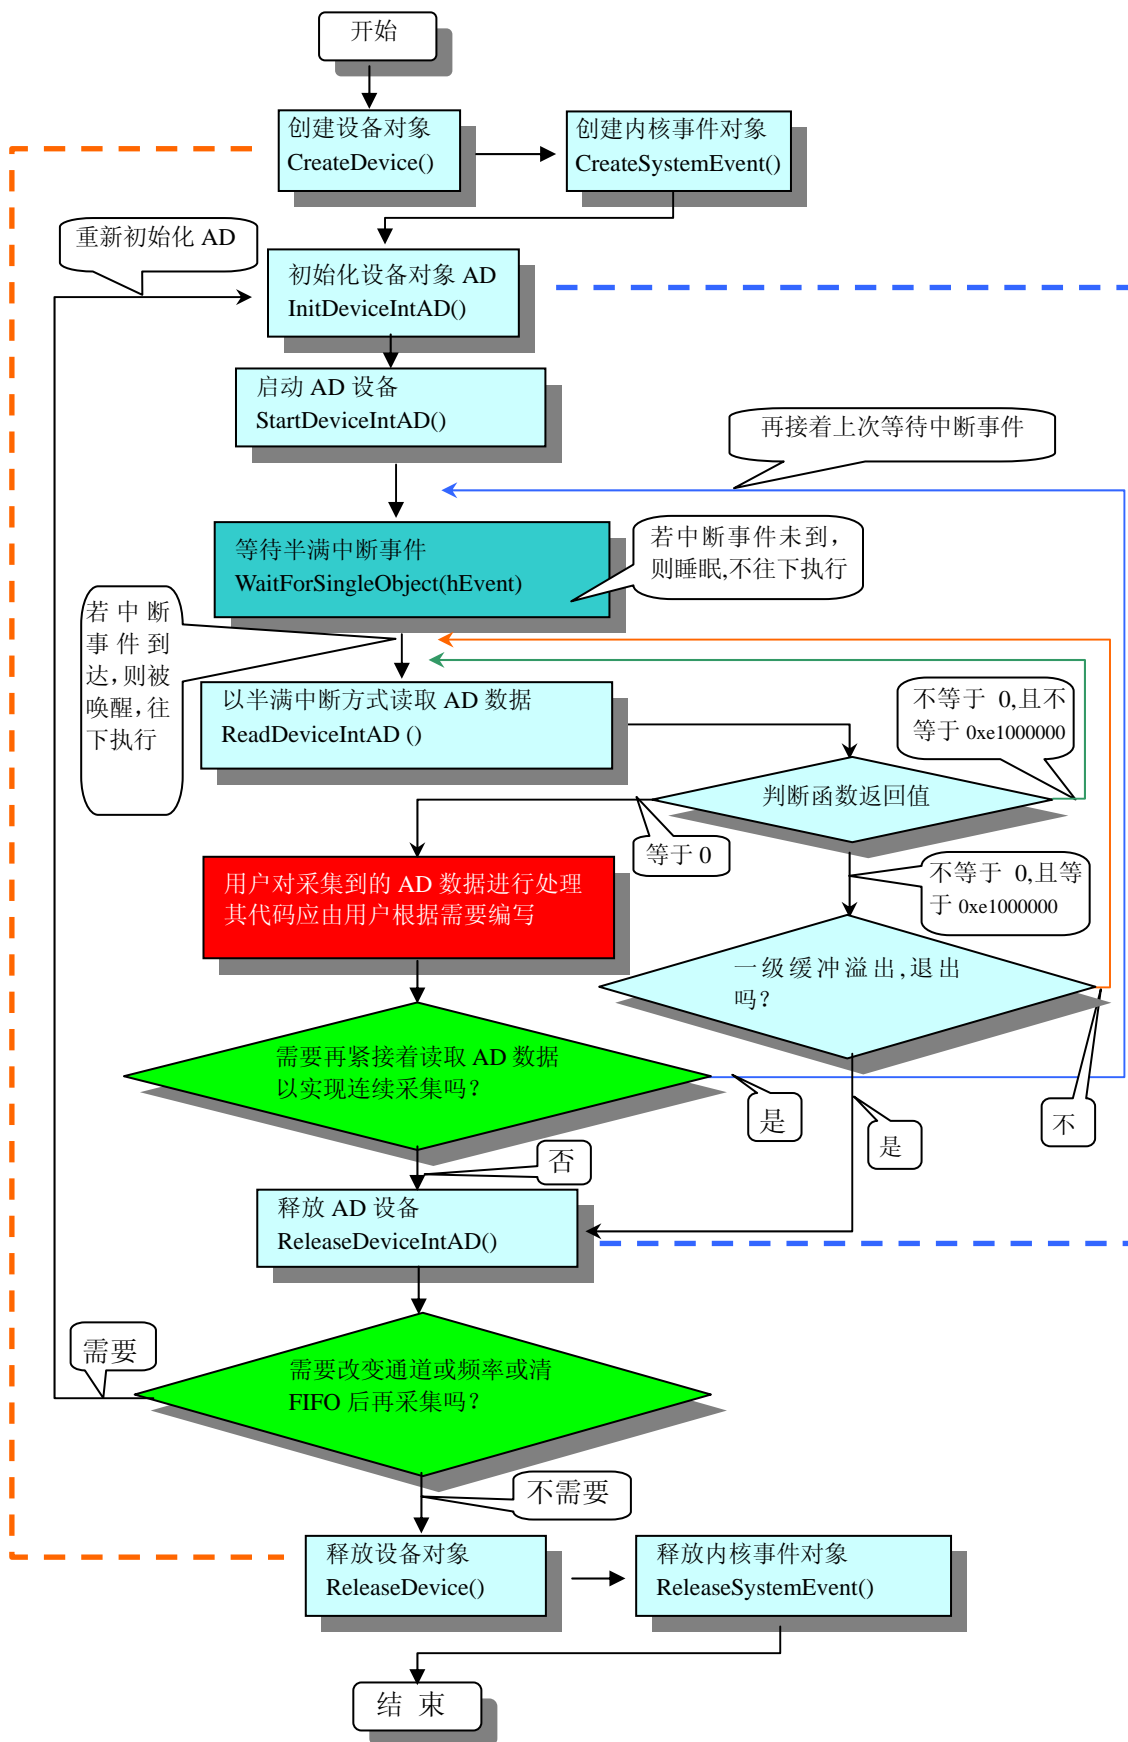 开始
创建设备对象
CreateDevice()
创建内核事件对象
CreateSystemEvent()
重新初始化 AD
初始化设备对象 AD
InitDeviceIntAD()
启动 AD 设备
StartDeviceIntAD()
再接着上次等待中断事件
等待半满中断事件
WaitForSingleObject(hEvent)
若中断事件未到，
则睡眠,不往下执行
若中断
事件到
达,则被
唤醒,往
下执行
以半满中断方式读取 AD 数据
ReadDeviceIntAD ()
不等于 0,且不
等于 0xe1000000
判断函数返回值
等于 0
不等于 0,且等
于 0xe1000000
用户对采集到的 AD 数据进行处理
其代码应由用户根据需要编写
一级缓冲溢出,退出
吗？
需要再紧接着读取 AD 数据
以实现连续采集吗？
是
是
不
否
释放 AD 设备
ReleaseDeviceIntAD()
需要
需要改变通道或频率或清
FIFO 后再采集吗？
不需要
释放设备对象
ReleaseDevice()
释放内核事件对象
ReleaseSystemEvent()
结 束